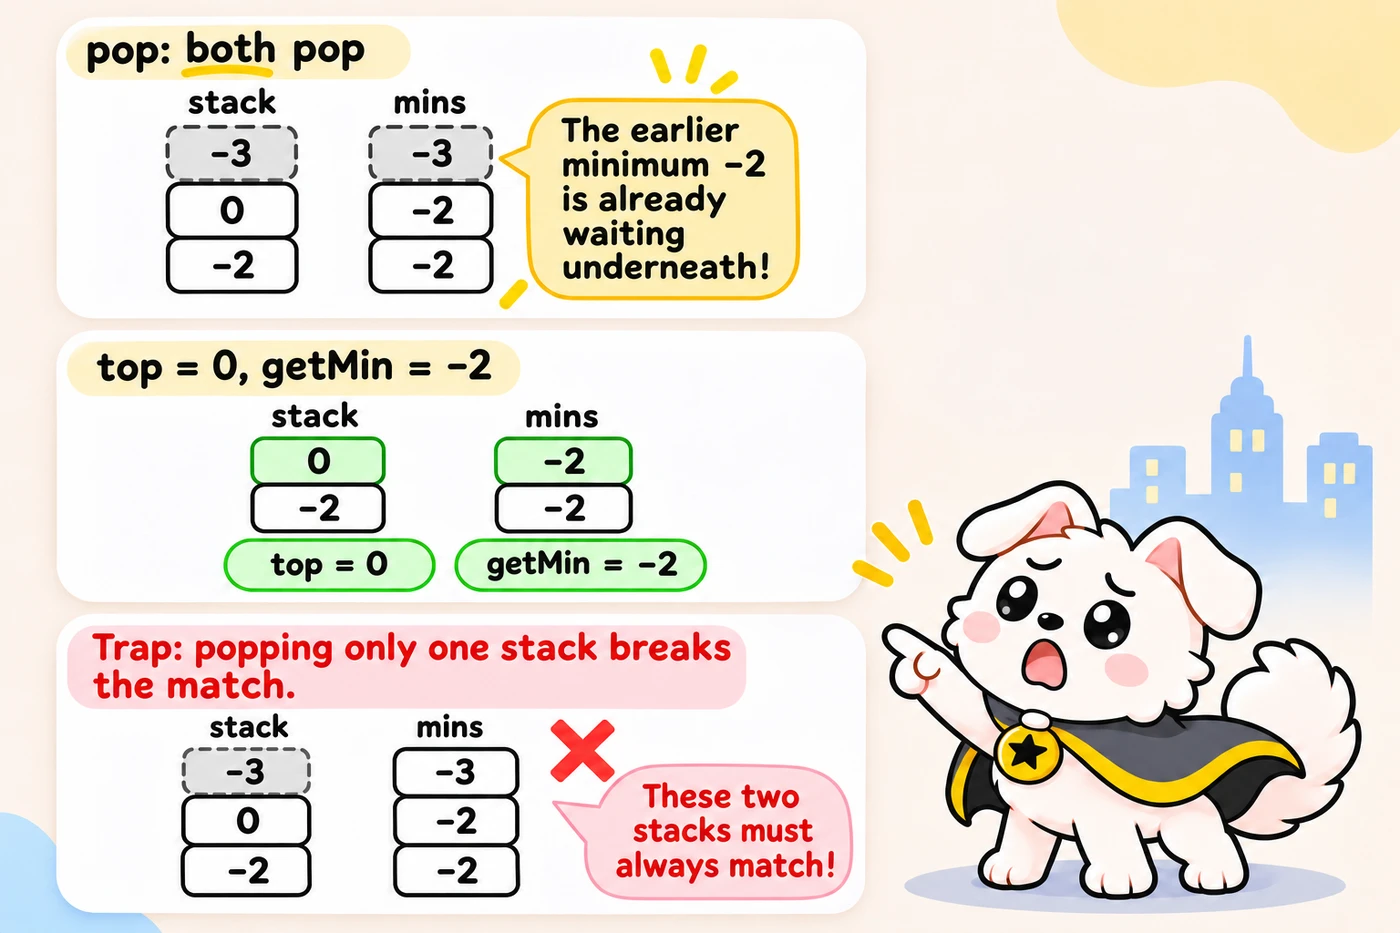 pop: both pop
stack
mins
-3
-3
0
-2
-2
-2
The earlier
minimum -2
is already
waiting
underneath!
top = 0, getMin = -2
stack
mins
0
-2
-2
-2
top = 0
getMin = -2
Trap: popping only one stack breaks
the match.
stack
mins
-3
-3
0
-2
-2
-2
These two
stacks must
always match!